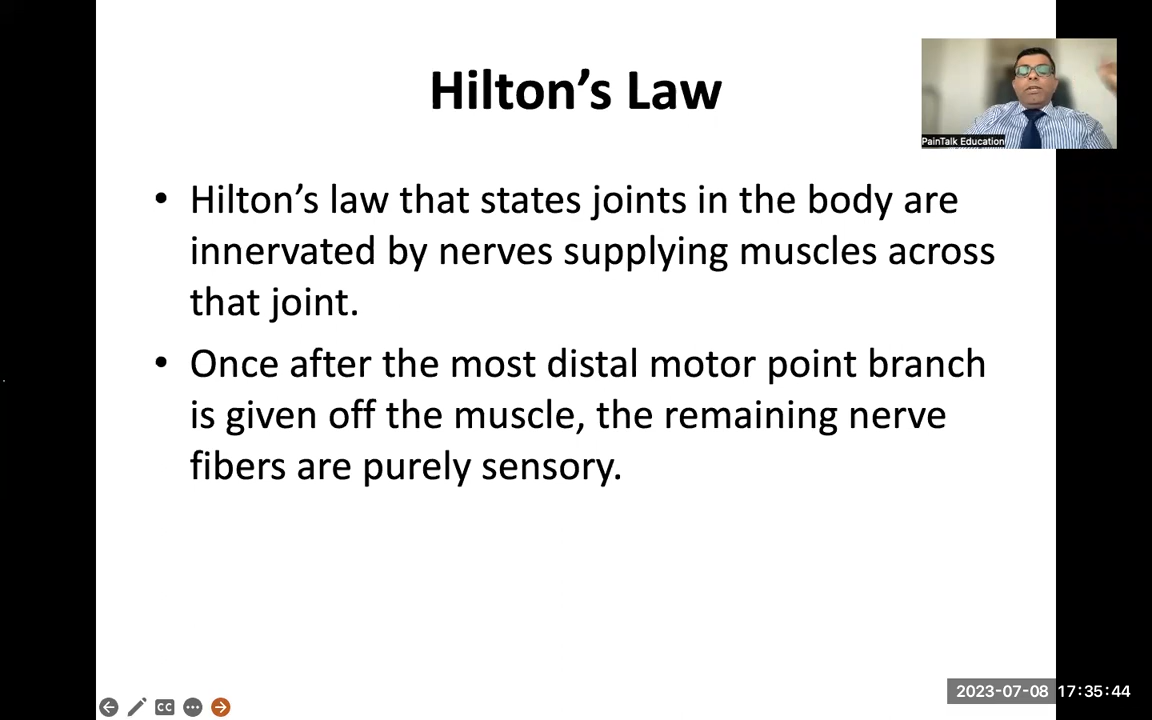 Hilton’s Law
PainTalk Education
• Hilton’s law that states joints in the body are
innervated by nerves supplying muscles across
that joint.
• Once after the most distal motor point branch
is given off the muscle, the remaining nerve
fibers are purely sensory.
CC
2023-07-08 17:35:44